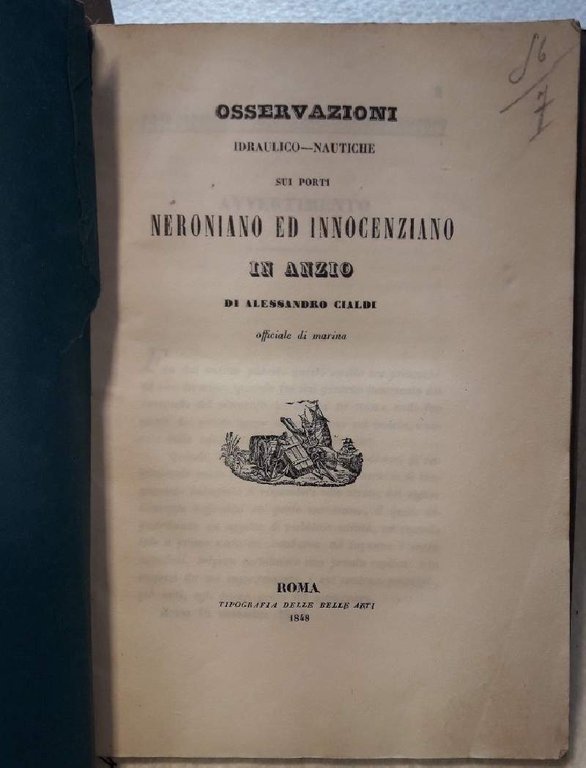 OSSERVAZIONI
IDRAULICO—NAUTICHE
SUI PORTI
NERONIANO ED INNOCENZIANO
IN ANZIO
DI ALESSANDRO CIALDI
officiale di marina
ROMA
TIPOGRAFIA DELLE BELLE ARTI
1848